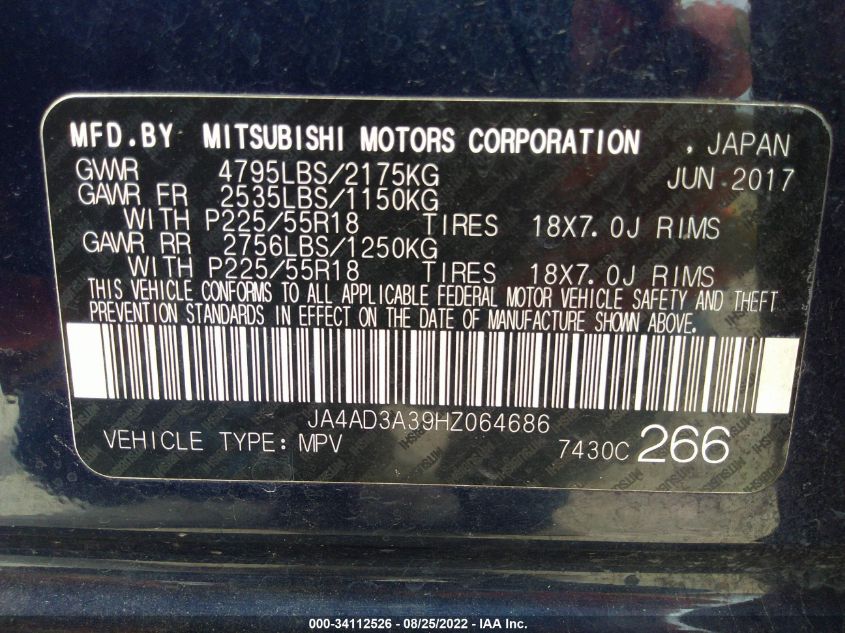 MFD.BY MITSUBISHI MOTORS CORPORATION , JAPAN
GVWR 4795LBS/2175KG JUN 2017
GAWR FR 2535LBS/1150KG
WITH P225/55R18 TIRES 18X7.0J RIMS
GAWR RR 2756LBS/1250KG
WITH P225/55R18 TIRES 18X7.0J RIMS
THIS VEHICLE CONFORMS TO ALL APPLICABLE FEDERAL MOTOR VEHICLE SAFETY AND THEFT
PREVENTION STANDARDS IN EFFECT ON THE DATE OF MANUFACTURE SHOWN ABOVE.
JA4AD3A39HZ064686
VEHICLE TYPE: MPV 7430C 266
000-34112526 - 08/25/2022 - IAA Inc.